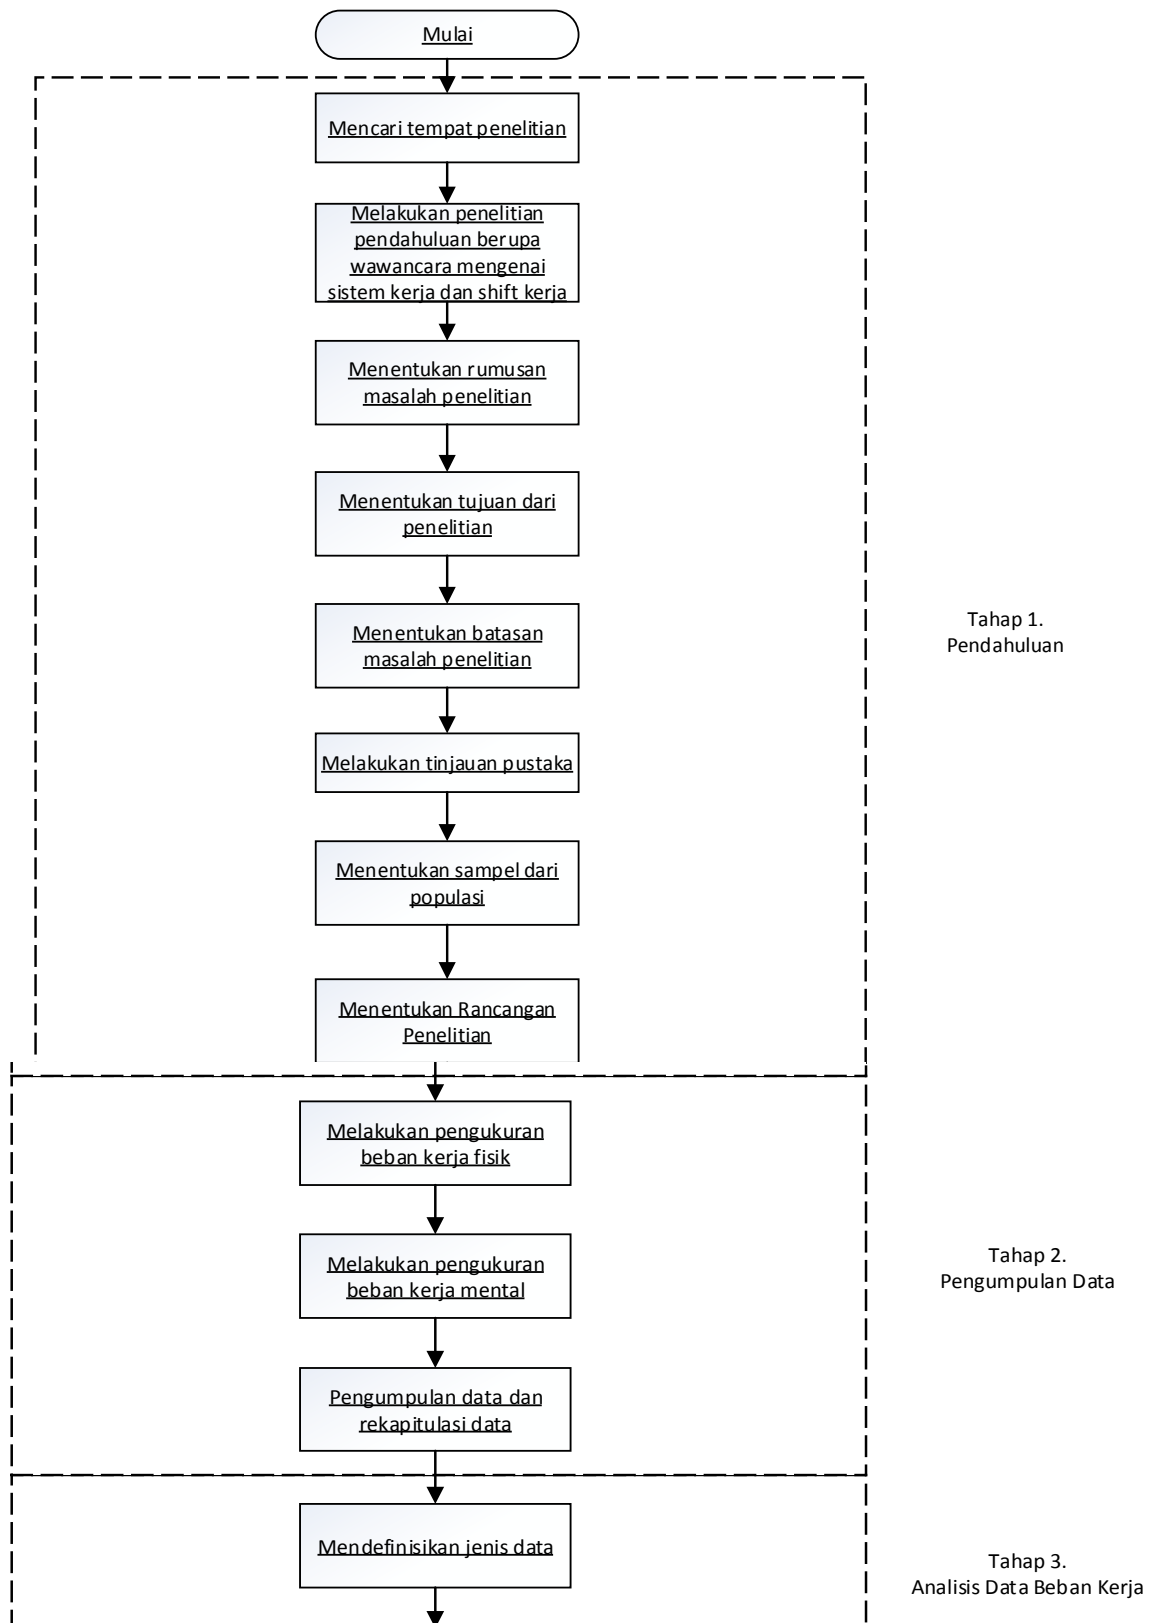 Mulai
Mencari tempat penelitian
Melakukan penelitian
pendahuluan berupa
wawancara mengenai
sistem kerja dan shift kerja
Menentukan rumusan
masalah penelitian
Menentukan tujuan dari
penelitian
Menentukan batasan
masalah penelitian
Tahap 1.
Pendahuluan
Melakukan tinjauan pustaka
Menentukan sampel dari
populasi
Menentukan Rancangan
Penelitian
Melakukan pengukuran
beban kerja fisik
Melakukan pengukuran
beban kerja mental
Tahap 2.
Pengumpulan Data
Pengumpulan data dan
rekapitulasi data
Mendefinisikan jenis data
Tahap 3.
Analisis Data Beban Kerja